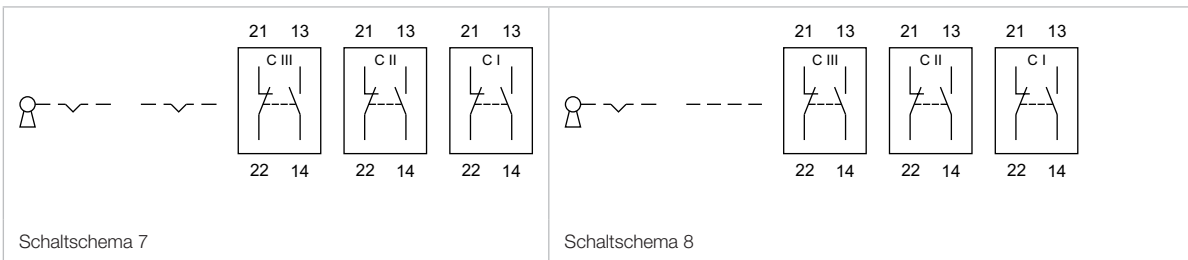 21 13 21 13 21 13
C III C II C I
22 14 22 14 22 14
Schaltschema 7
21 13 21 13 21 13
C III C II C I
22 14 22 14 22 14
Schaltschema 8